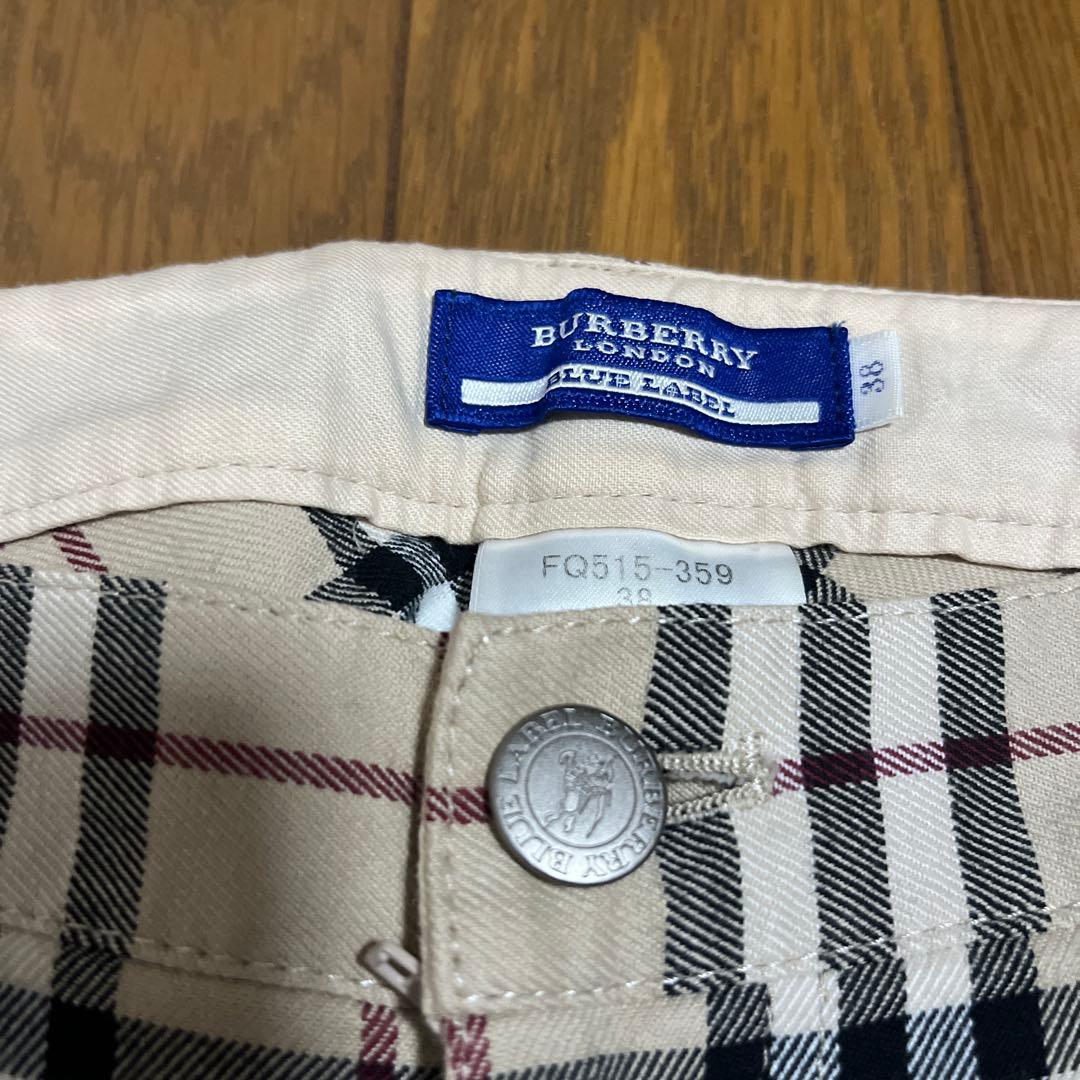 BURBERRY
LONDON
BLUE LABEL
38
FQ515-359
38
BURBERRY BLUE LABEL